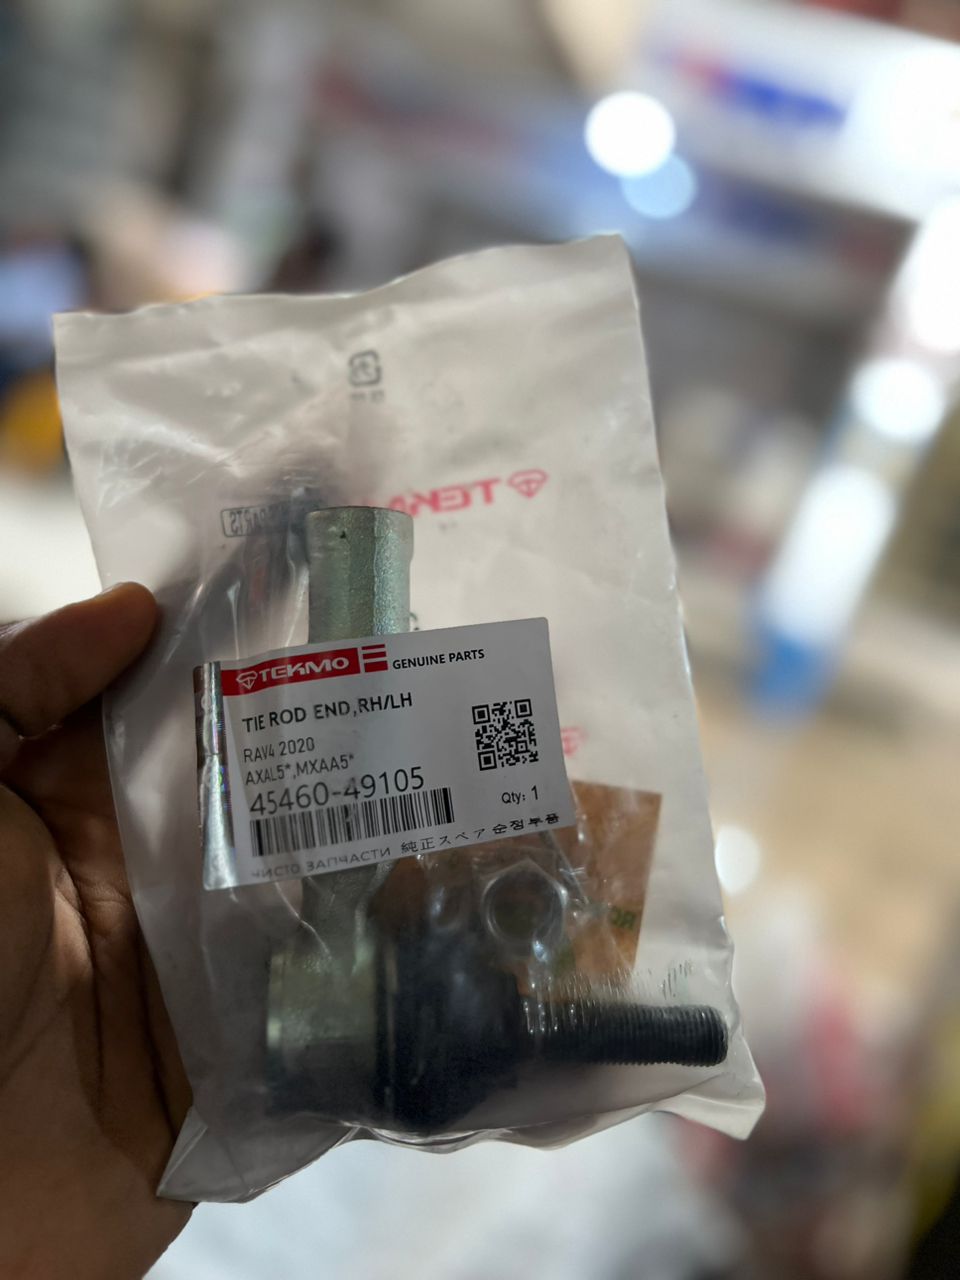 TEKMO GENUINE PARTS
TIE ROD END,RH/LH
RAV4 2020
AXAL5*,MXAA5*
45460-49105
Qty: 1
ЧИСТО ЗАПЧАСТИ 純正スペア 순정부품